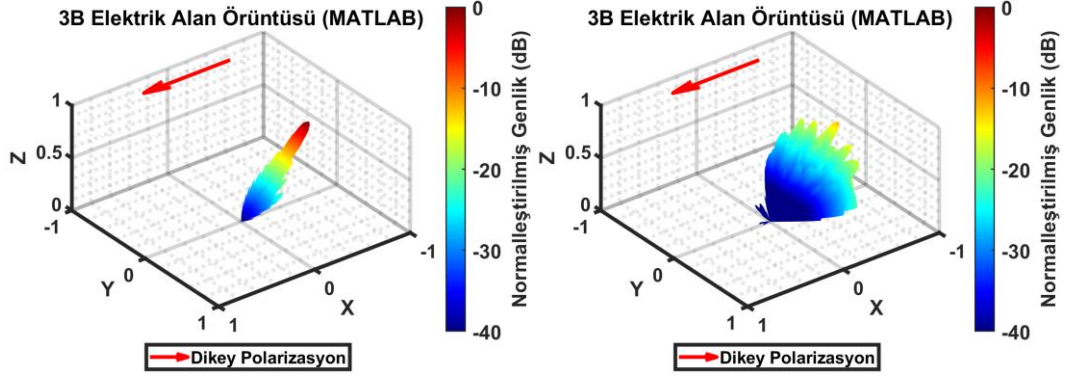 3B Elektrik Alan Örüntüsü (MATLAB)
0
-10
-20
-30
-40
Normalleştirilmiş Genlik (dB)
1
0.5
0
Z
-1
0
1
Y
1
0
-1
X
Dikey Polarizasyon
3B Elektrik Alan Örüntüsü (MATLAB)
0
-10
-20
-30
-40
Normalleştirilmiş Genlik (dB)
1
0.5
0
Z
-1
0
1
Y
1
0
-1
X
Dikey Polarizasyon